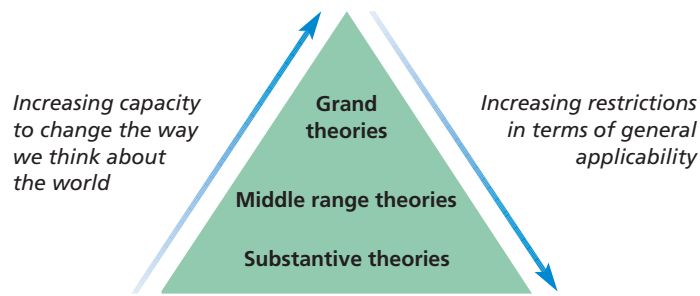 Increasing capacity
to change the way
we think about
the world
Grand
theories
Middle range theories
Substantive theories
Increasing restrictions
in terms of general
applicability